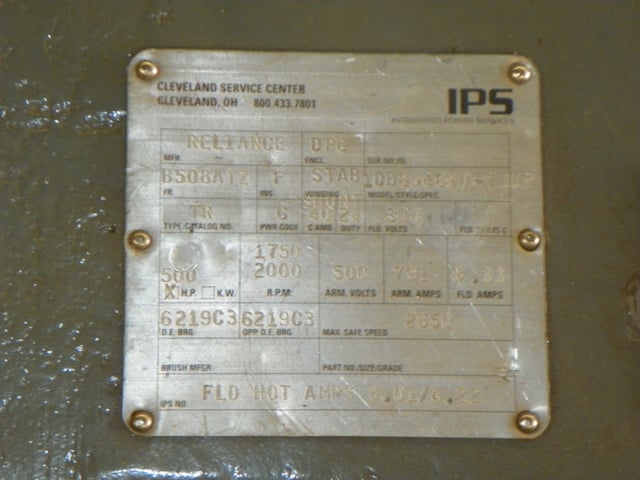 CLEVELAND SERVICE CENTER
CLEVELAND, OH 800.433.7801
IPS
INTEGRATED POWER SERVICES
RELIANCE DPG
MFR. ENCL. SER. NO./ID
B508ATZ F STAB
FR. INS. WINDING MODEL/STYLE/SPEC.
SHUNT
TR G 40 300
TYPE/CATALOG NO. PWR CODE C AMB. DUTY FLD. VOLTS
1750
500 2000 500
H.P. K.W. R.P.M. ARM. VOLTS ARM. AMPS FLD. AMPS
6219C3 6219C3
D.E. BRG. OPP. D.E. BRG. MAX. SAFE SPEED
BRUSH MFGR. PART NO./SIZE/GRADE
FLD HOT AMPS
IPS NO.